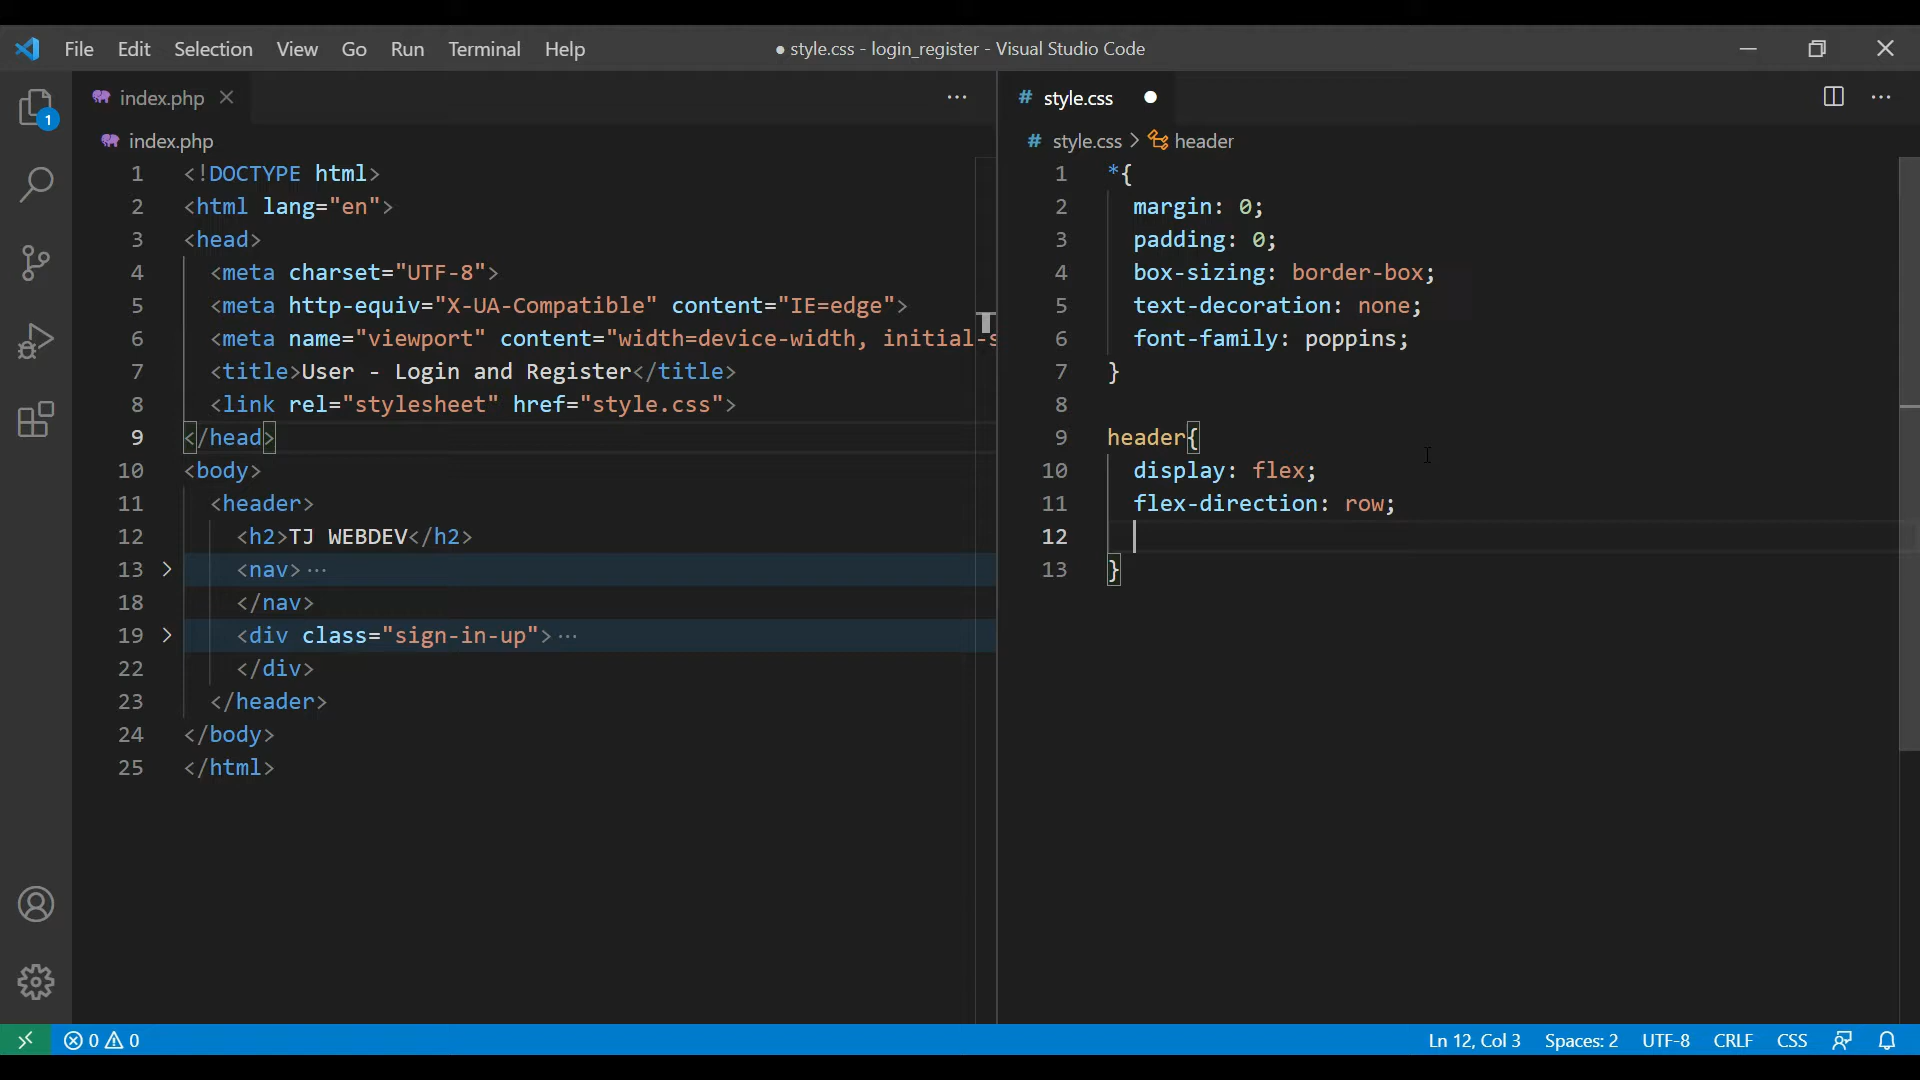 File Edit Selection View Go Run Terminal Help
● style.css - login_register - Visual Studio Code
index.php
# style.css
index.php
# style.css > header
1 <!DOCTYPE html>
2 <html lang="en">
3 <head>
4 <meta charset="UTF-8">
5 <meta http-equiv="X-UA-Compatible" content="IE=edge">
6 <meta name="viewport" content="width=device-width, initial-s
7 <title>User - Login and Register</title>
8 <link rel="stylesheet" href="style.css">
9 </head>
10 <body>
11 <header>
12 <h2>TJ WEBDEV</h2>
13 <nav>···
18 </nav>
19 <div class="sign-in-up">···
22 </div>
23 </header>
24 </body>
25 </html>
1 *{
2 margin: 0;
3 padding: 0;
4 box-sizing: border-box;
5 text-decoration: none;
6 font-family: poppins;
7 }
8
9 header{
10 display: flex;
11 flex-direction: row;
12
13 }
1
0 0
Ln 12, Col 3 Spaces: 2 UTF-8 CRLF CSS